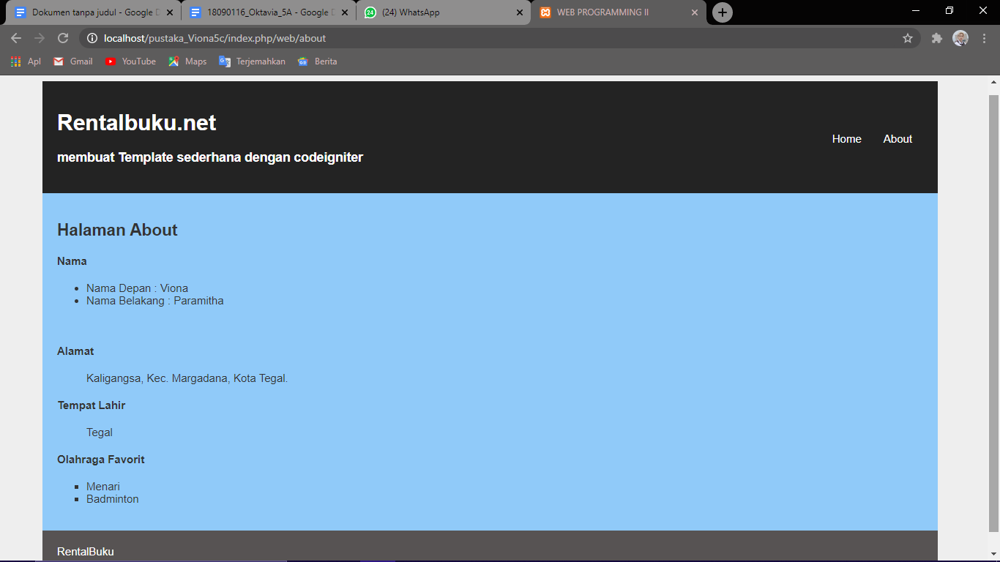 Dokumen tanpa judul - Google D
18090116_Oktavia_5A - Google D
24 (24) WhatsApp
WEB PROGRAMMING II
localhost/pustaka_Viona5c/index.php/web/about
Apl Gmail YouTube Maps Terjemahkan Berita
Rentalbuku.net
membuat Template sederhana dengan codeigniter
Home About
Halaman About
Nama
Nama Depan : Viona
Nama Belakang : Paramitha
Alamat
Kaligangsa, Kec. Margadana, Kota Tegal.
Tempat Lahir
Tegal
Olahraga Favorit
Menari
Badminton
RentalBuku